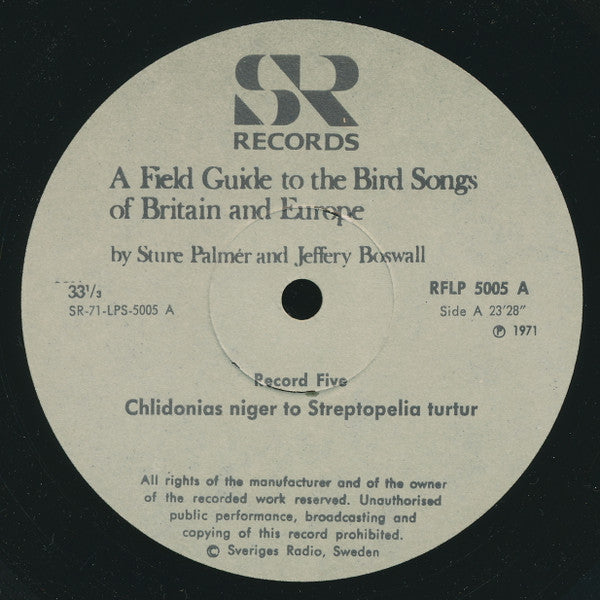 SR
RECORDS
A Field Guide to the Bird Songs
of Britain and Europe
by Sture Palmér and Jeffery Boswall
33⅓
RFLP 5005 A
SR-71-LPS-5005 A
Side A 23'28"
℗ 1971
Record Five
Chlidonias niger to Streptopelia turtur
All rights of the manufacturer and of the owner
of the recorded work reserved. Unauthorised
public performance, broadcasting and
copying of this record prohibited.
© Sveriges Radio, Sweden